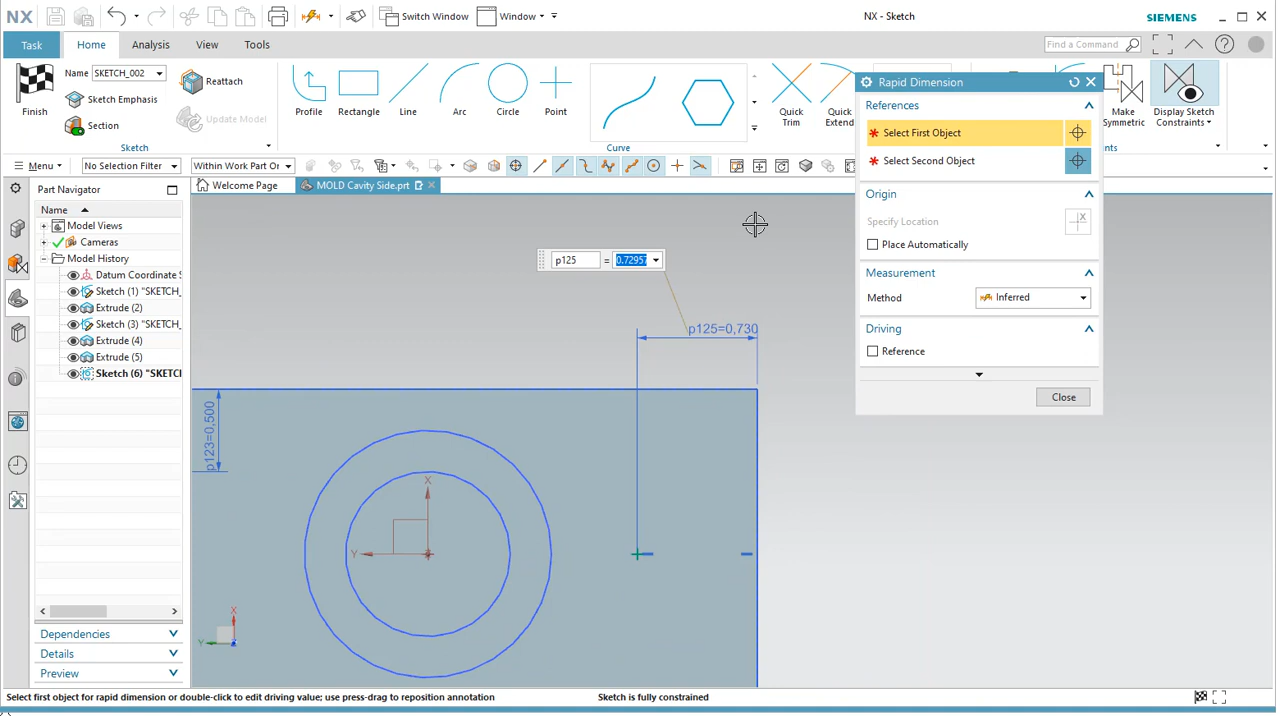 NX
Switch Window
Window
NX - Sketch
SIEMENS
Task
Home
Analysis
View
Tools
Find a Command
Finish
Name
SKETCH_002
Sketch Emphasis
Section
Reattach
Update Model
Sketch
Profile
Rectangle
Line
Arc
Circle
Point
Curve
Quick
Trim
Quick
Extend
Make
Symmetric
Display Sketch
Constraints
Menu
No Selection Filter
Within Work Part Or
Part Navigator
Welcome Page
MOLD Cavity Side.prt
Name
Model Views
Cameras
Model History
Datum Coordinate S
Sketch (1) "SKETCH_
Extrude (2)
Sketch (3) "SKETCH_
Extrude (4)
Extrude (5)
Sketch (6) "SKETC
Dependencies
Details
Preview
Rapid Dimension
References
Select First Object
Select Second Object
Origin
Specify Location
Place Automatically
Measurement
Method
Inferred
Driving
Reference
Close
p125 = 0.7295
p125=0,730
p123=0,500
X
Y
X
Y
Select first object for rapid dimension or double-click to edit driving value; use press-drag to reposition annotation
Sketch is fully constrained